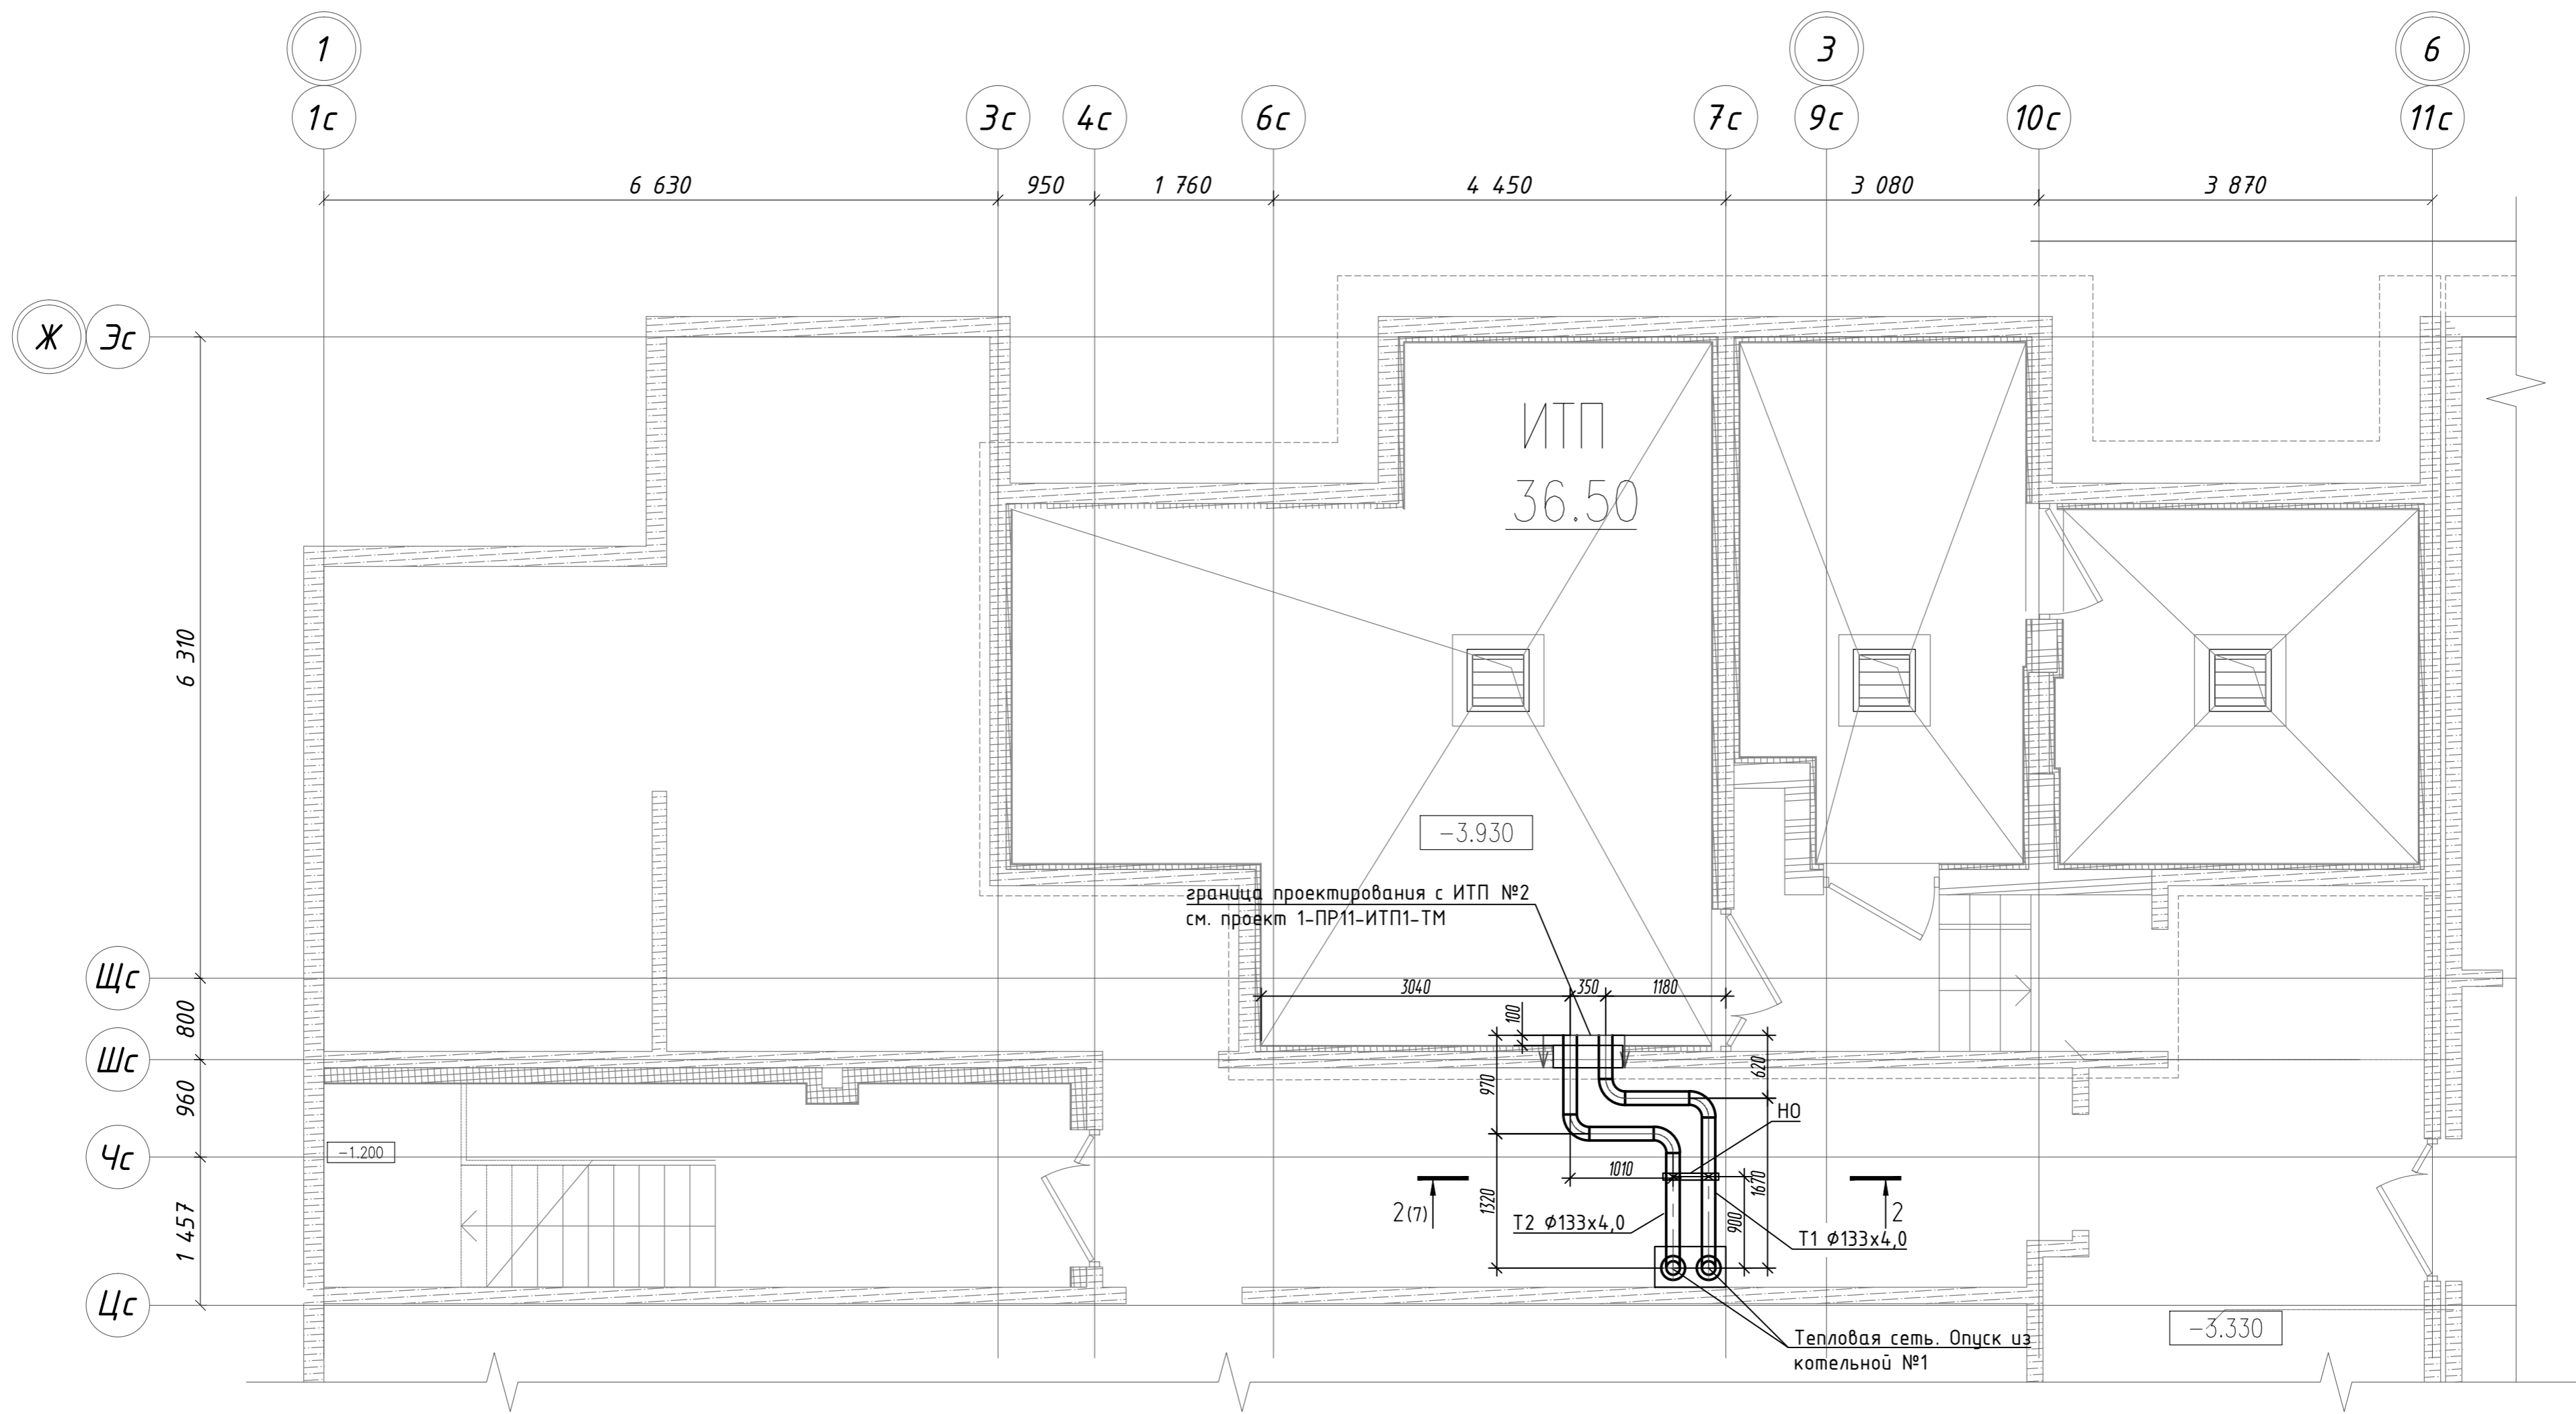 1
3
6
1с
3с
4с
6с
7с
9с
10с
11с
6 630
950
1 760
4 450
3 080
3 870
Ж
Эс
ИТП
36.50
6 310
-3.930
граница проектирования с ИТП №2
см. проект 1-ПР11-ИТП1-ТМ
Щс
3040
350
1180
100
800
Шс
620
970
960
НО
Чс
-1.200
1010
1670
1320
900
2(7)
2
Т2 Ф133х4,0
Т1 Ф133х4,0
1 457
Цс
Тепловая сеть. Опуск из
котельной №1
-3.330